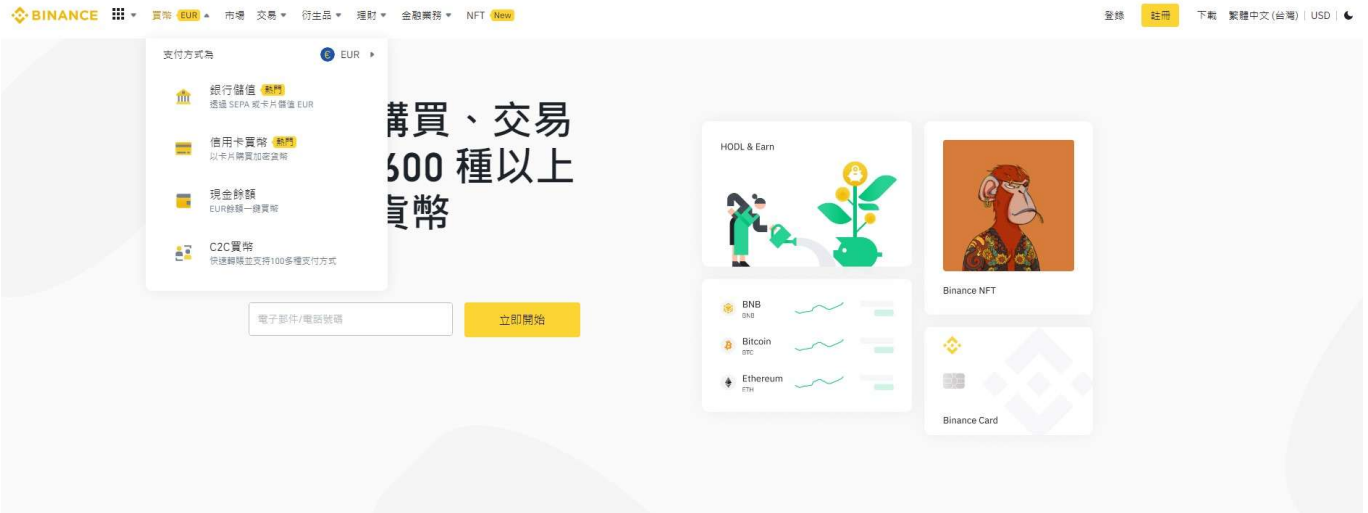 BINANCE
買幣 EUR
市場
交易
衍生品
理財
金融業務
NFT New
登錄
註冊
下載
繁體中文 (台灣)
USD
支付方式為
EUR
銀行儲值 熱門
透過 SEPA 或卡片儲值 EUR
信用卡買幣 熱門
以卡片購買加密貨幣
現金餘額
EUR餘額一鍵買幣
C2C買幣
快速轉賬並支持100多種支付方式
購買、交易
600 種以上
貨幣
電子郵件/電話號碼
立即開始
HODL & Earn
BNB
BNB
Bitcoin
BTC
Ethereum
ETH
Binance NFT
Binance Card